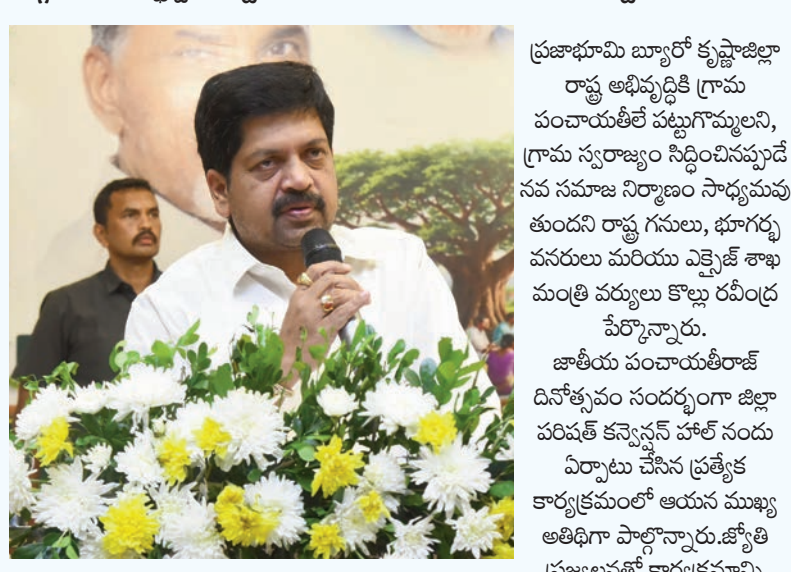 ప్రజాభూమి బ్యూరో కృష్ణాజిల్లా
రాష్ట్ర అభివృద్ధికి గ్రామ
పంచాయతీలే పట్టుగొమ్మలని,
గ్రామ స్వరాజ్యం సిద్ధించినప్పుడే
నవ సమాజ నిర్మాణం సాధ్యమవు
తుందని రాష్ట్ర గనులు, భూగర్భ
వనరులు మరియు ఎక్సైజ్ శాఖ
మంత్రి వర్యులు కొల్లు రవీంద్ర
పేర్కొన్నారు.
జాతీయ పంచాయతీరాజ్
దినోత్సవం సందర్భంగా జిల్లా
పరిషత్ కన్వెన్షన్ హాల్ నందు
ఏర్పాటు చేసిన ప్రత్యేక
కార్యక్రమంలో ఆయన ముఖ్య
అతిథిగా పాల్గొన్నారు.జ్యోతి